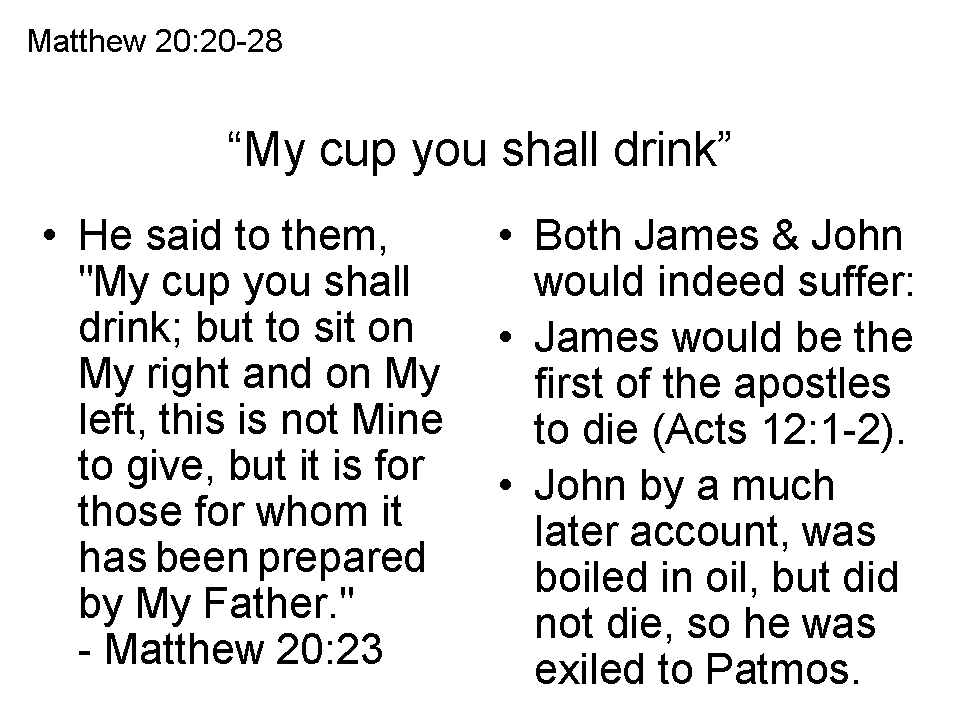 Matthew 20:20-28
“My cup you shall drink”
• He said to them,
"My cup you shall
drink; but to sit on
My right and on My
left, this is not Mine
to give, but it is for
those for whom it
has been prepared
by My Father."
- Matthew 20:23
• Both James & John
would indeed suffer:
• James would be the
first of the apostles
to die (Acts 12:1-2).
• John by a much
later account, was
boiled in oil, but did
not die, so he was
exiled to Patmos.